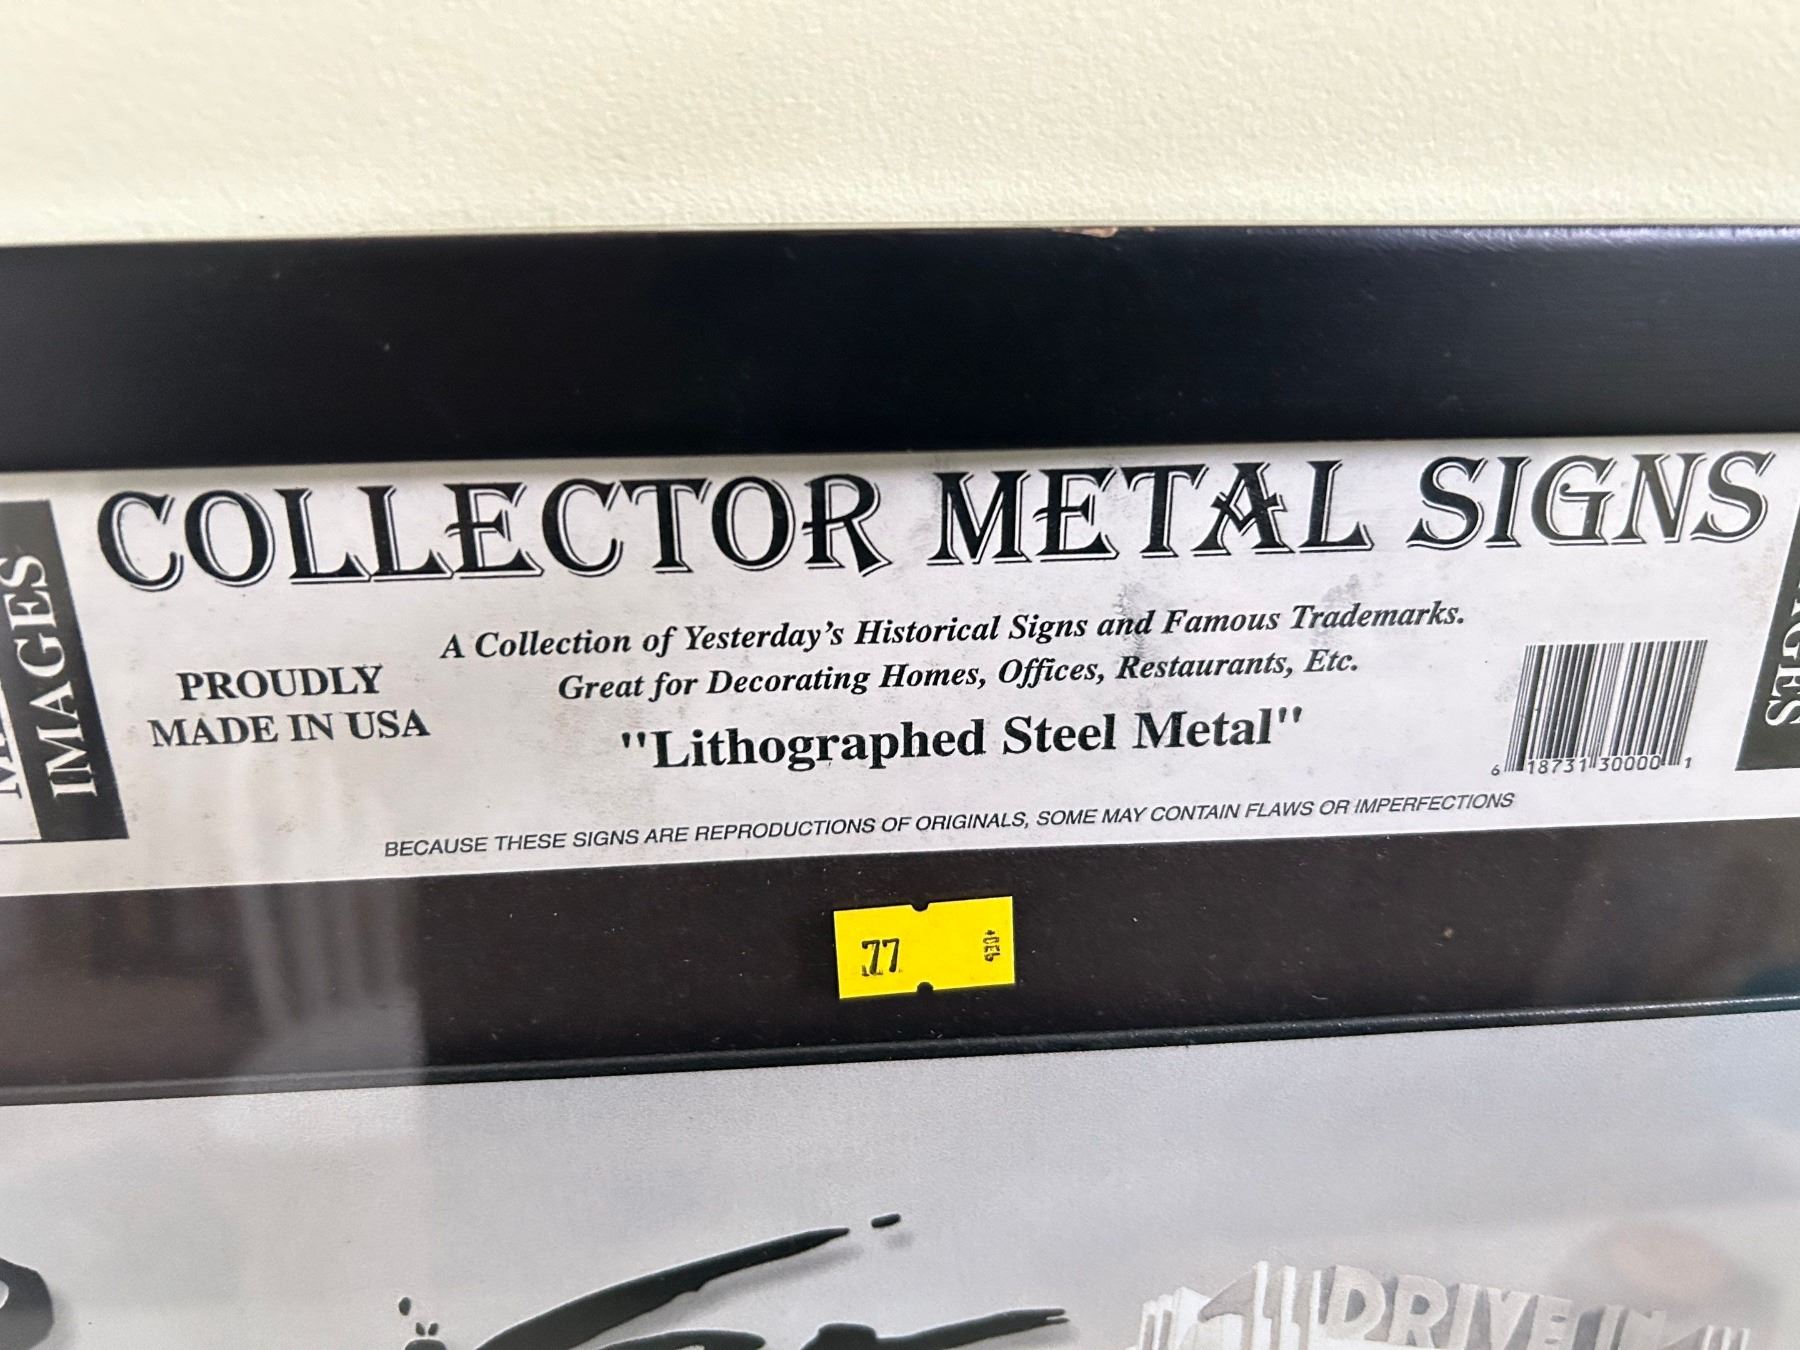 COLLECTOR METAL SIGNS
A Collection of Yesterday's Historical Signs and Famous Trademarks.
Great for Decorating Homes, Offices, Restaurants, Etc.
PROUDLY
MADE IN USA
"Lithographed Steel Metal"
6 18731 30000 1
BECAUSE THESE SIGNS ARE REPRODUCTIONS OF ORIGINALS, SOME MAY CONTAIN FLAWS OR IMPERFECTIONS
IMAGES
77
DRIVE IN